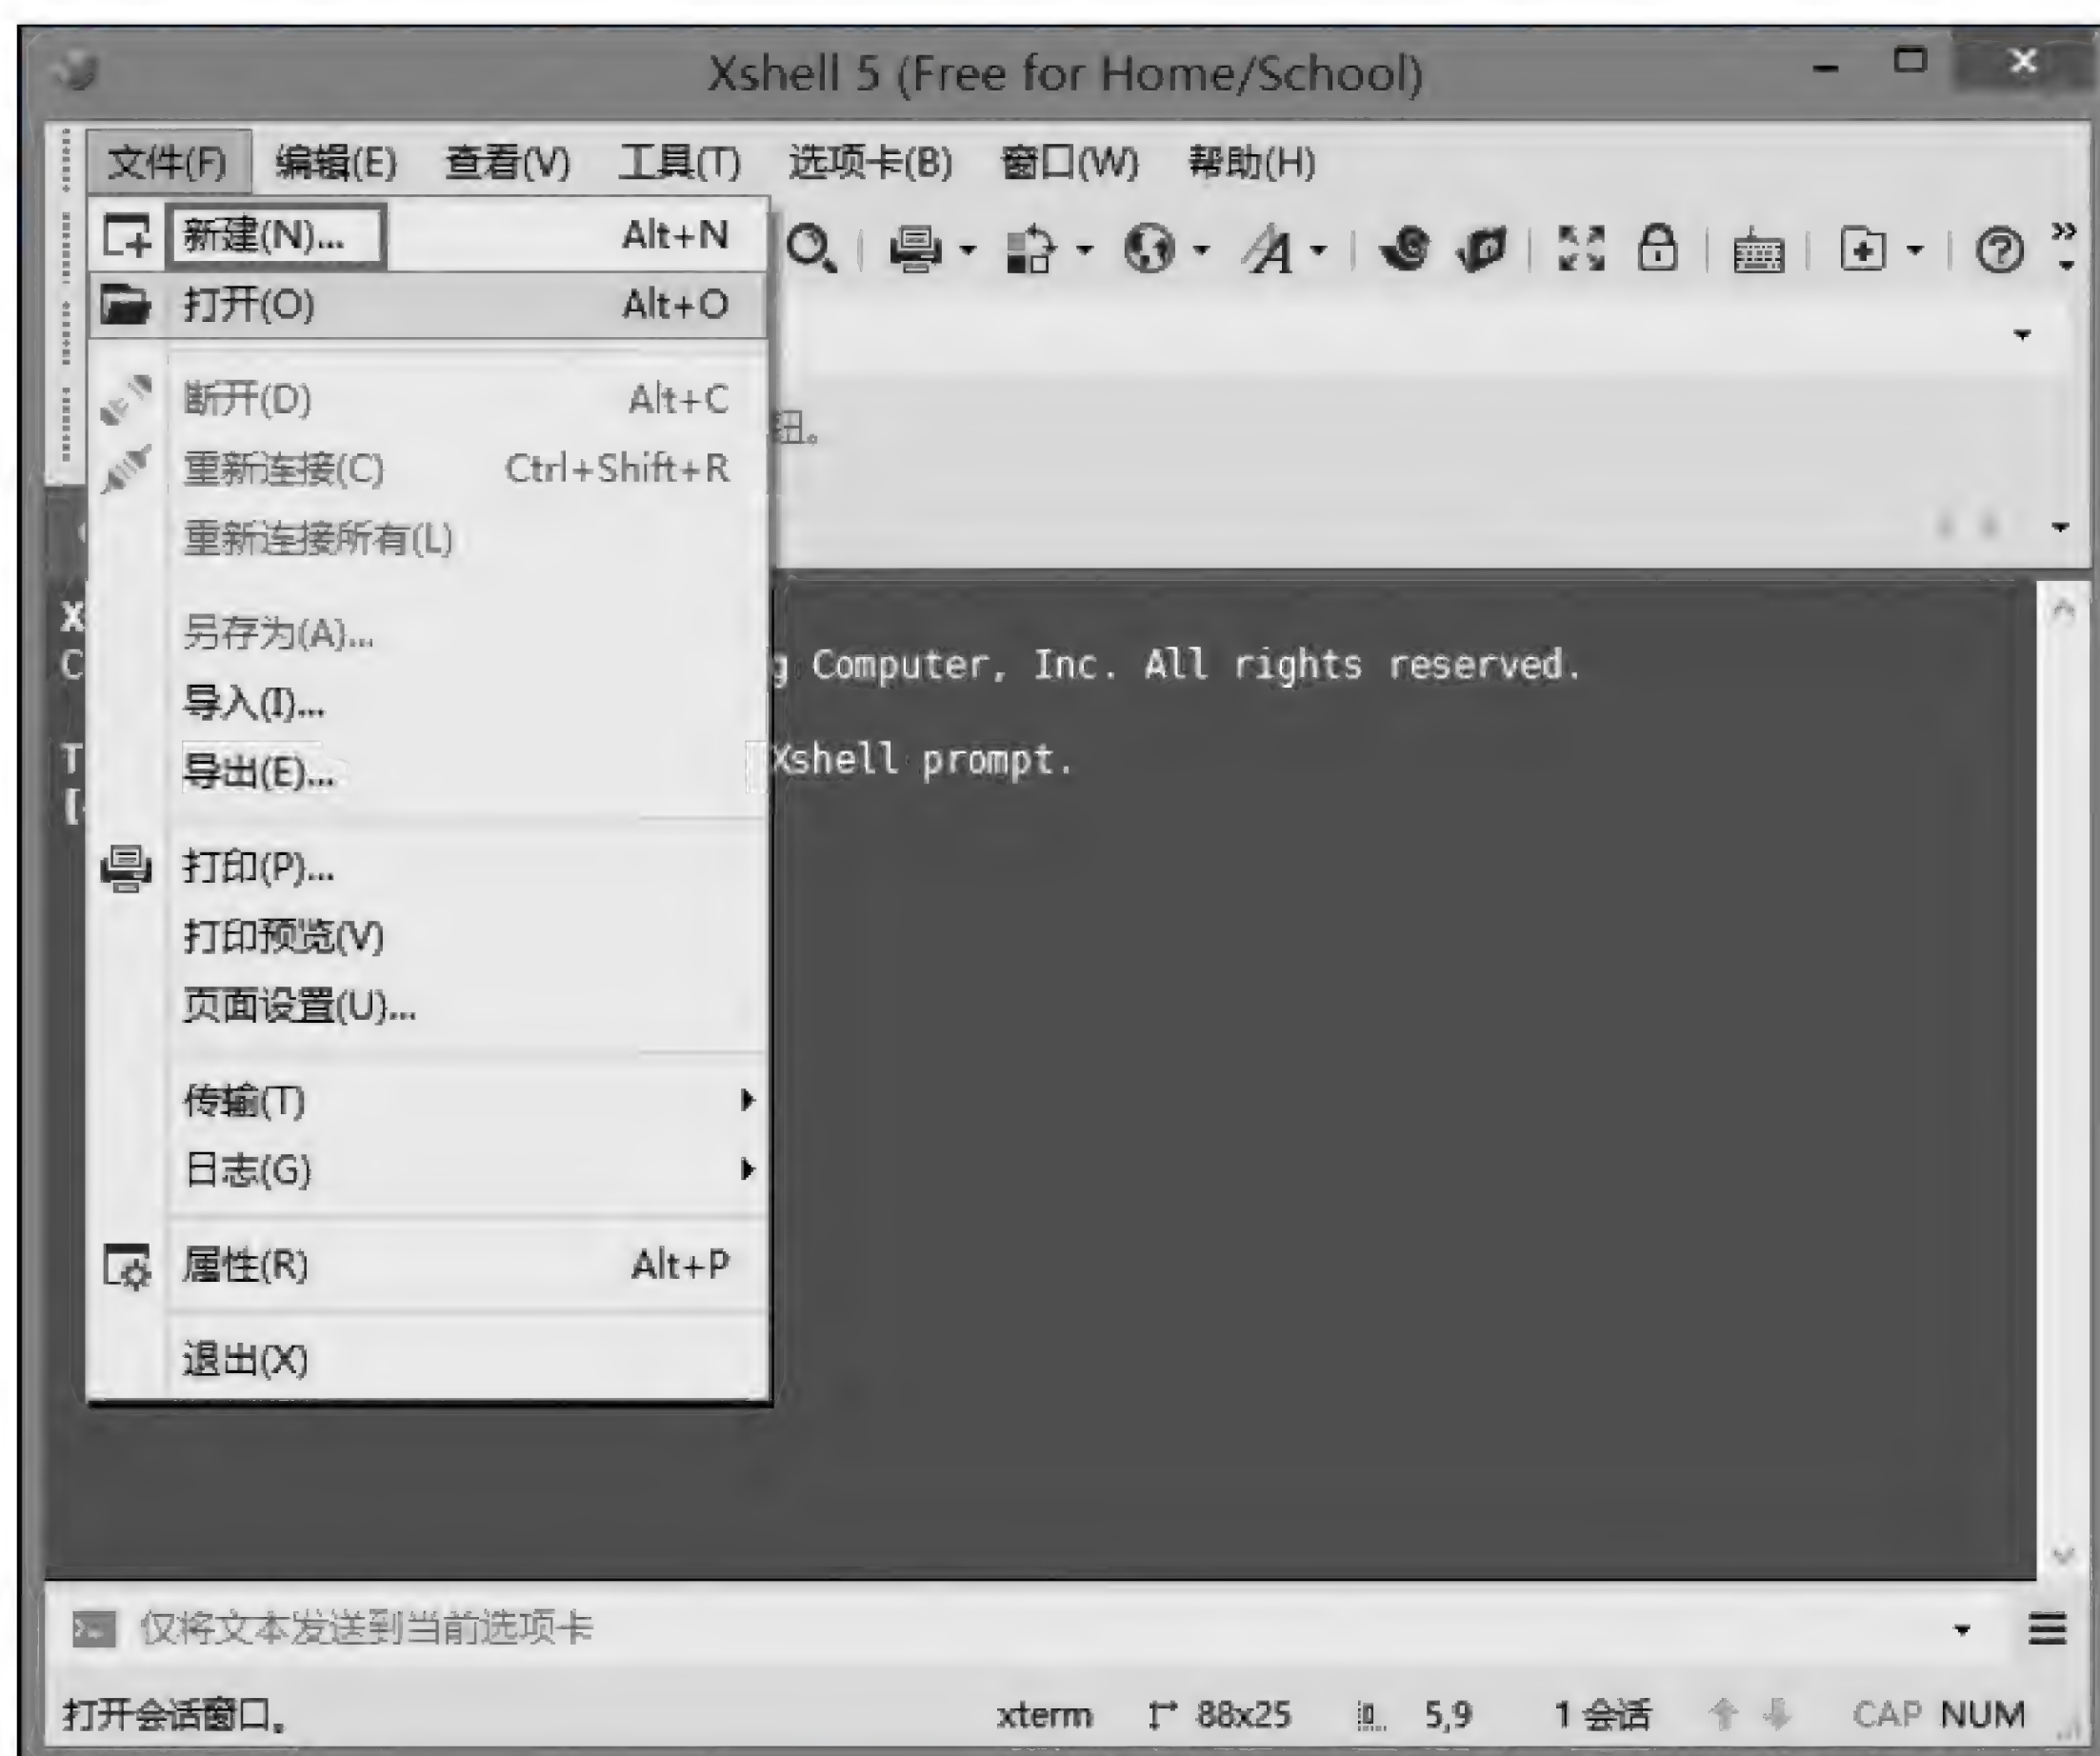 Xshell 5 (Free for Home/School)
文件(F) 编辑(E) 查看(V) 工具(T) 选项卡(B) 窗口(W) 帮助(H)
新建(N)... Alt+N
打开(O) Alt+O
断开(D) Alt+C
钮。
重新连接(C) Ctrl+Shift+R
重新连接所有(L)
X
另存为(A)...
C g Computer, Inc. All rights reserved.
导入(I)...
T Xshell prompt.
导出(E)...
[
打印(P)...
打印预览(V)
页面设置(U)...
传输(T)
日志(G)
属性(R) Alt+P
退出(X)
仅将文本发送到当前选项卡
打开会话窗口。 xterm 88x25 5,9 1 会话 CAP NUM